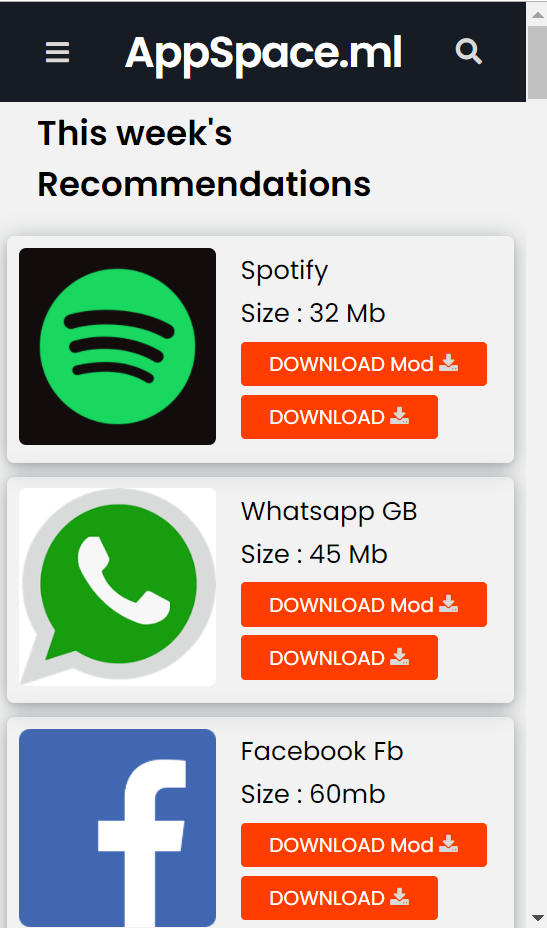 AppSpace.ml
This week's
Recommendations
Spotify
Size : 32 Mb
DOWNLOAD Mod
DOWNLOAD
Whatsapp GB
Size : 45 Mb
DOWNLOAD Mod
DOWNLOAD
Facebook Fb
Size : 60mb
DOWNLOAD Mod
DOWNLOAD